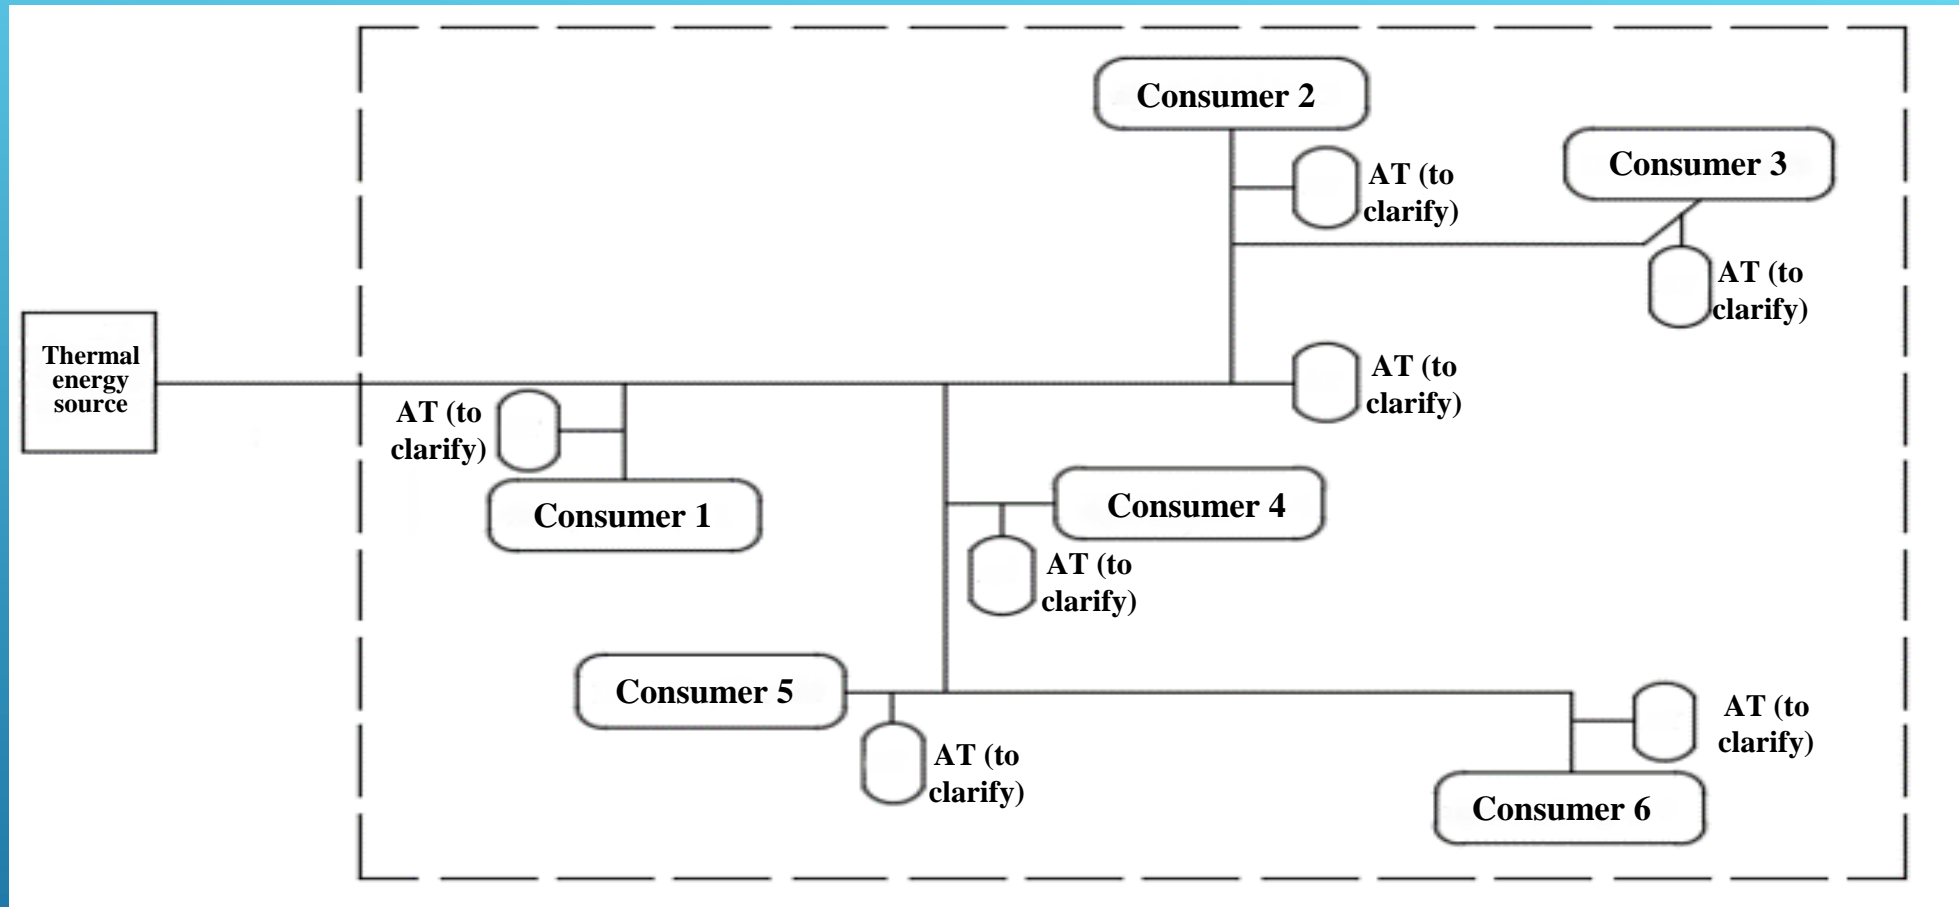 Consumer 2
AT (to
clarify)
Consumer 3
AT (to
clarify)
Thermal
energy
source
AT (to
clarify)
AT (to
clarify)
Consumer 1
Consumer 4
AT (to
clarify)
Consumer 5
AT (to
clarify)
AT (to
clarify)
Consumer 6